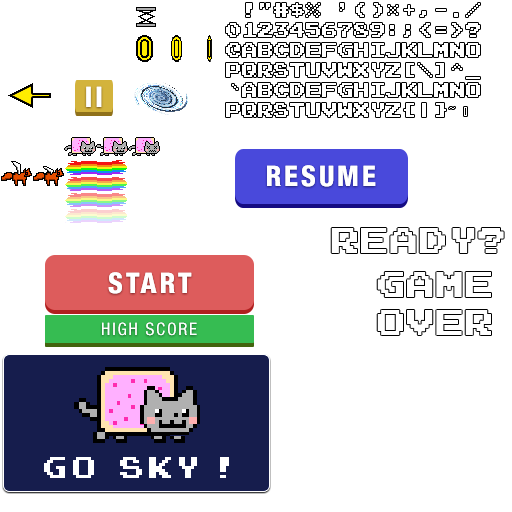 !"#$% '()×+,-./
0123456789:;<=>?
@ABCDEFGHIJKLMNO
PQRSTUVWXYZ[\]^_
`ABCDEFGHIJKLMNO
PQRSTUVWXYZ{|}~
RESUME
READY?
START
GAME
HIGH SCORE
OVER
GO SKY!